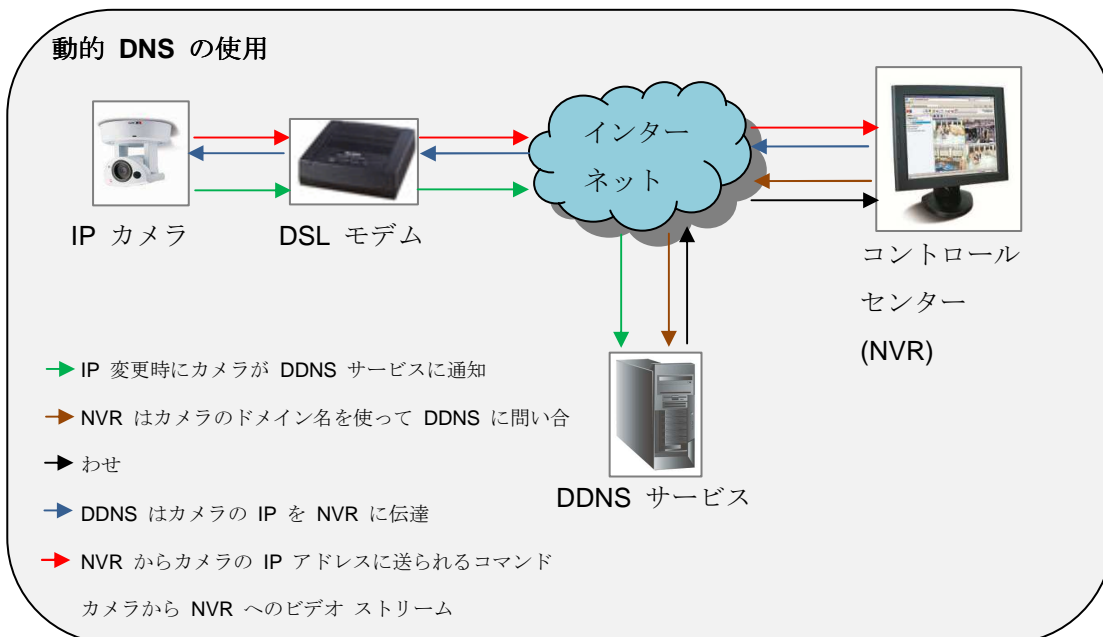 動的 DNS の使用
インター
ネット
IP カメラ
DSL モデム
コントロール
センター
(NVR)
IP 変更時にカメラが DDNS サービスに通知
NVR はカメラのドメイン名を使って DDNS に問い合
わせ
DDNS サービス
DDNS はカメラの IP を NVR に伝達
NVR からカメラの IP アドレスに送られるコマンド
カメラから NVR へのビデオ ストリーム